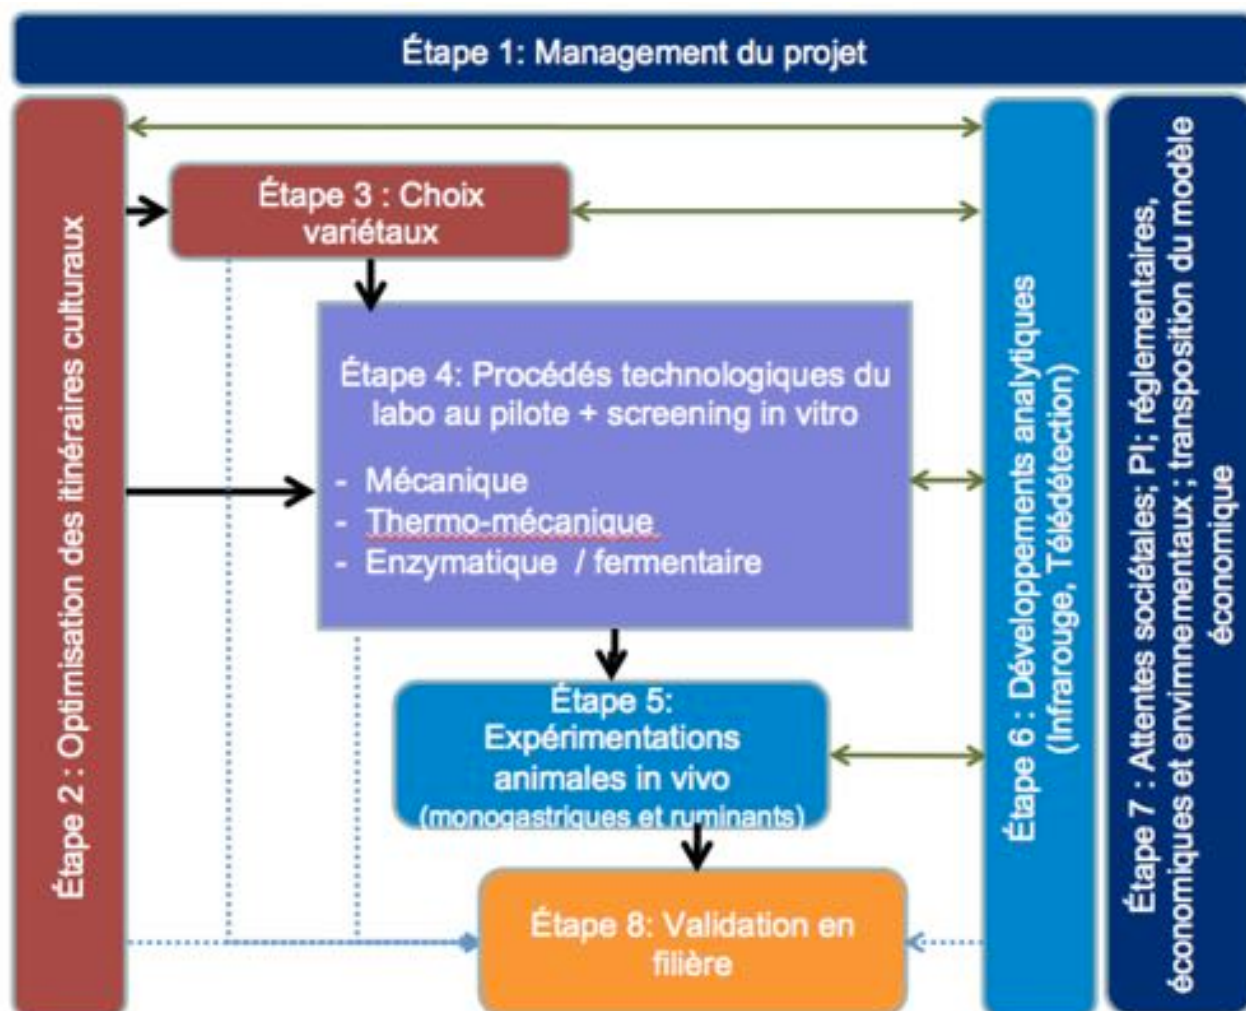 Étape 1: Management du projet
Étape 2 : Optimisation des itinéraires culturaux
Étape 3 : Choix
variétaux
Étape 4: Procédés technologiques du
labo au pilote + screening in vitro
- Mécanique
- Thermo-mécanique
- Enzymatique / fermentaire
Étape 5:
Expérimentations
animales in vivo
(monogastriques et ruminants)
Étape 8: Validation en
filière
Étape 6 : Développements analytiques
(Infrarouge, Télédétection)
Étape 7 : Attentes sociétales; PI; réglementaires,
économiques et envirnnementaux ; transposition du modèle
économique